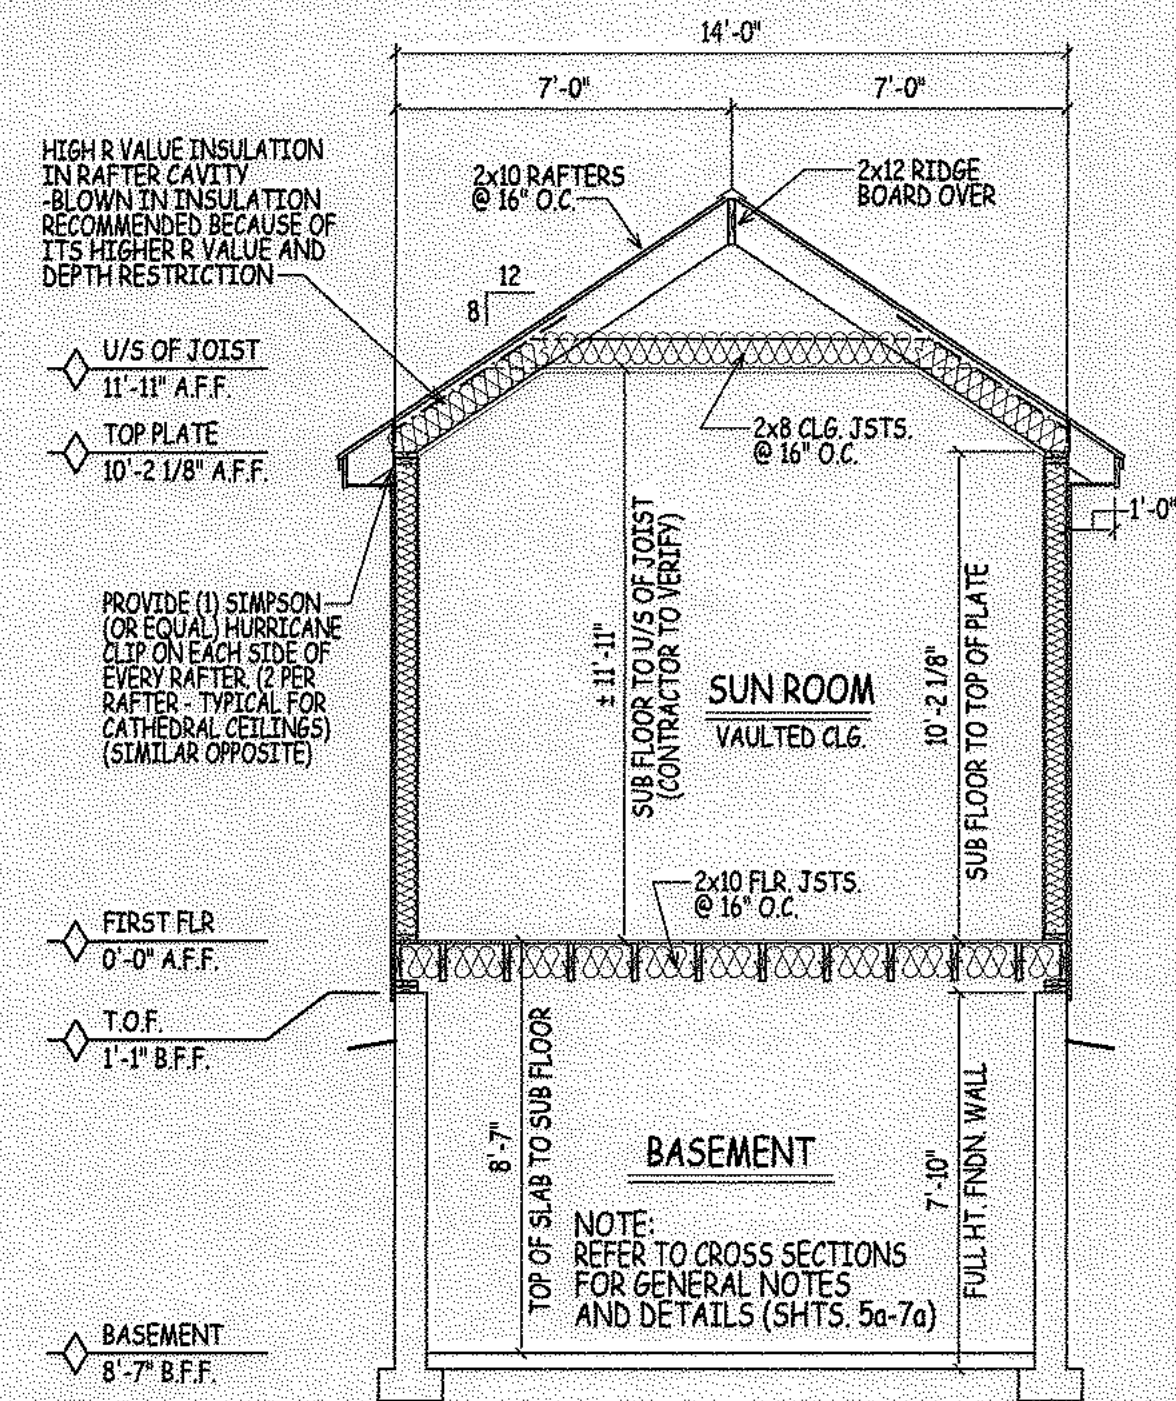 14'-0"
7'-0"
7'-0"
HIGH R VALUE INSULATION
IN RAFTER CAVITY
-BLOWN IN INSULATION
RECOMMENDED BECAUSE OF
ITS HIGHER R VALUE AND
DEPTH RESTRICTION
2x10 RAFTERS
@ 16" O.C.
2x12 RIDGE
BOARD OVER
12
8
U/S OF JOIST
11'-11" A.F.F.
TOP PLATE
10'-2 1/8" A.F.F.
2x8 CLG. JSTS.
@ 16" O.C.
1'-0"
PROVIDE (1) SIMPSON
(OR EQUAL) HURRICANE
CLIP ON EACH SIDE OF
EVERY RAFTER. (2 PER
RAFTER - TYPICAL FOR
CATHEDRAL CEILINGS)
(SIMILAR OPPOSITE)
± 11'-11"
SUB FLOOR TO U/S OF JOIST
(CONTRACTOR TO VERIFY)
SUN ROOM
VAULTED CLG.
10'-2 1/8"
SUB FLOOR TO TOP OF PLATE
2x10 FLR. JSTS.
@ 16" O.C.
FIRST FLR
0'-0" A.F.F.
T.O.F.
1'-1" B.F.F.
8'-7"
TOP OF SLAB TO SUB FLOOR
BASEMENT
7'-10"
FULL HT. FNDN. WALL
NOTE:
REFER TO CROSS SECTIONS
FOR GENERAL NOTES
AND DETAILS (SHTS. 5a-7a)
BASEMENT
8'-7" B.F.F.